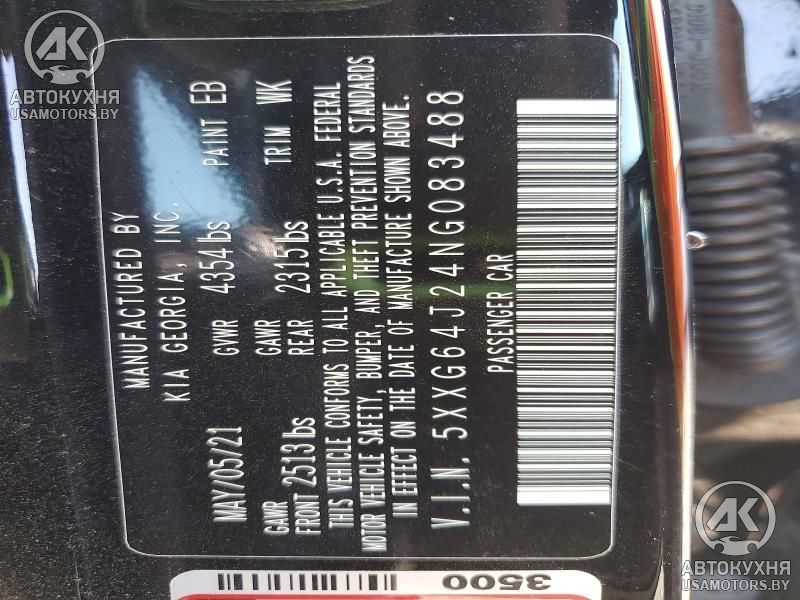 MANUFACTURED BY
KIA GEORGIA, INC.
MAY/05/21 GVWR 4354lbs PAINT EB
GAWR FRONT 2513lbs GAWR REAR 2315lbs TRIM WK
THIS VEHICLE CONFORMS TO ALL APPLICABLE U.S.A. FEDERAL
MOTOR VEHICLE SAFETY, BUMPER, AND THEFT PREVENTION STANDARDS
IN EFFECT ON THE DATE OF MANUFACTURE SHOWN ABOVE.
V.I.N. 5XXG64J24NG083488
PASSENGER CAR
3500
AK
АВТОКУХНЯ
USAMOTORS.BY
AK
АВТОКУХНЯ
USAMOTORS.BY